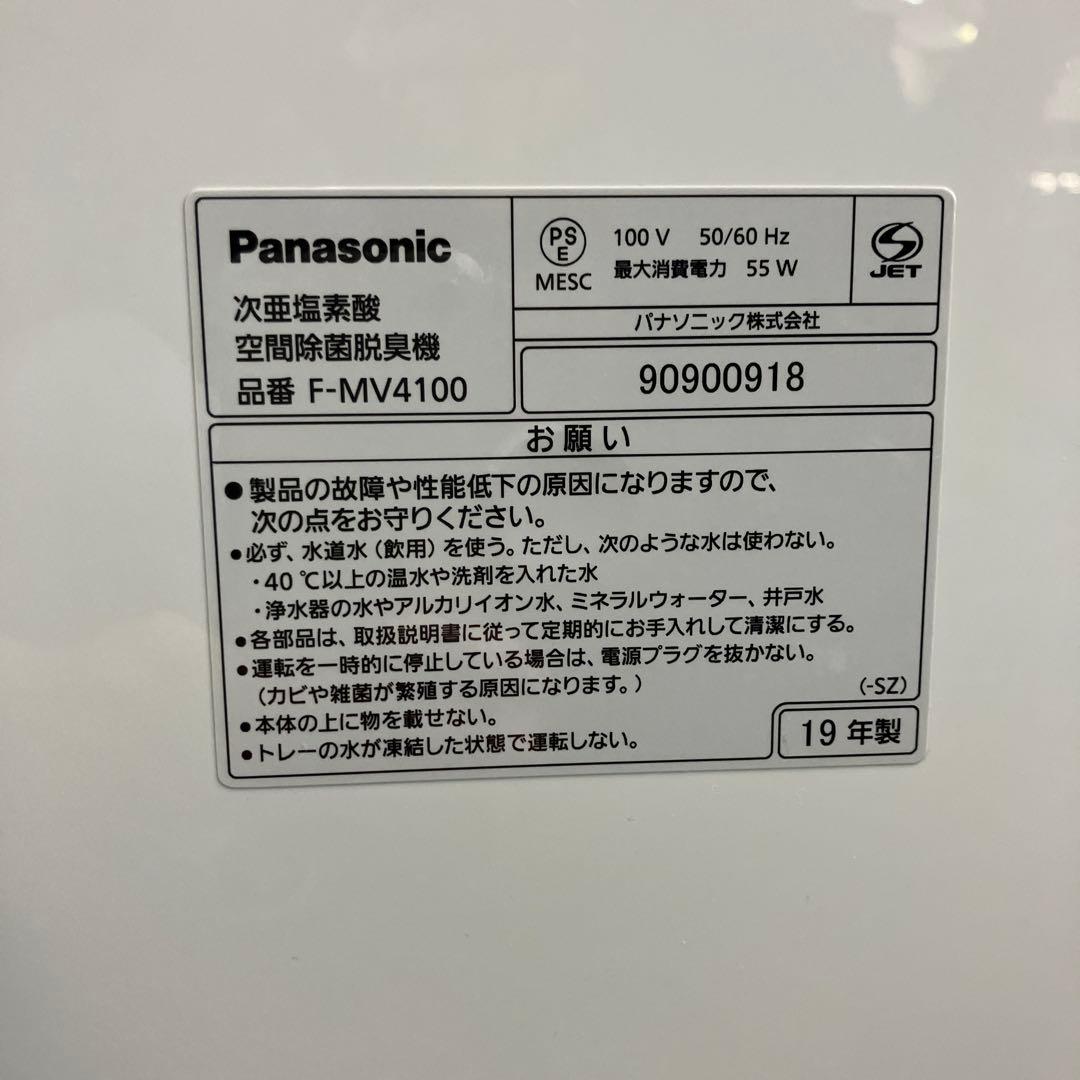 Panasonic
次亜塩素酸
空間除菌脱臭機
品番 F-MV4100
PS
E
MESC
100 V 50/60 Hz
最大消費電力 55 W
S
JET
パナソニック株式会社
90900918
お願い
●製品の故障や性能低下の原因になりますので、
次の点をお守りください。
●必ず、水道水(飲用)を使う。ただし、次のような水は使わない。
・40 ℃以上の温水や洗剤を入れた水
・浄水器の水やアルカリイオン水、ミネラルウォーター、井戸水
●各部品は、取扱説明書に従って定期的にお手入れして清潔にする。
●運転を一時的に停止している場合は、電源プラグを抜かない。
(カビや雑菌が繁殖する原因になります。)
(-SZ)
●本体の上に物を載せない。
●トレーの水が凍結した状態で運転しない。
19 年製